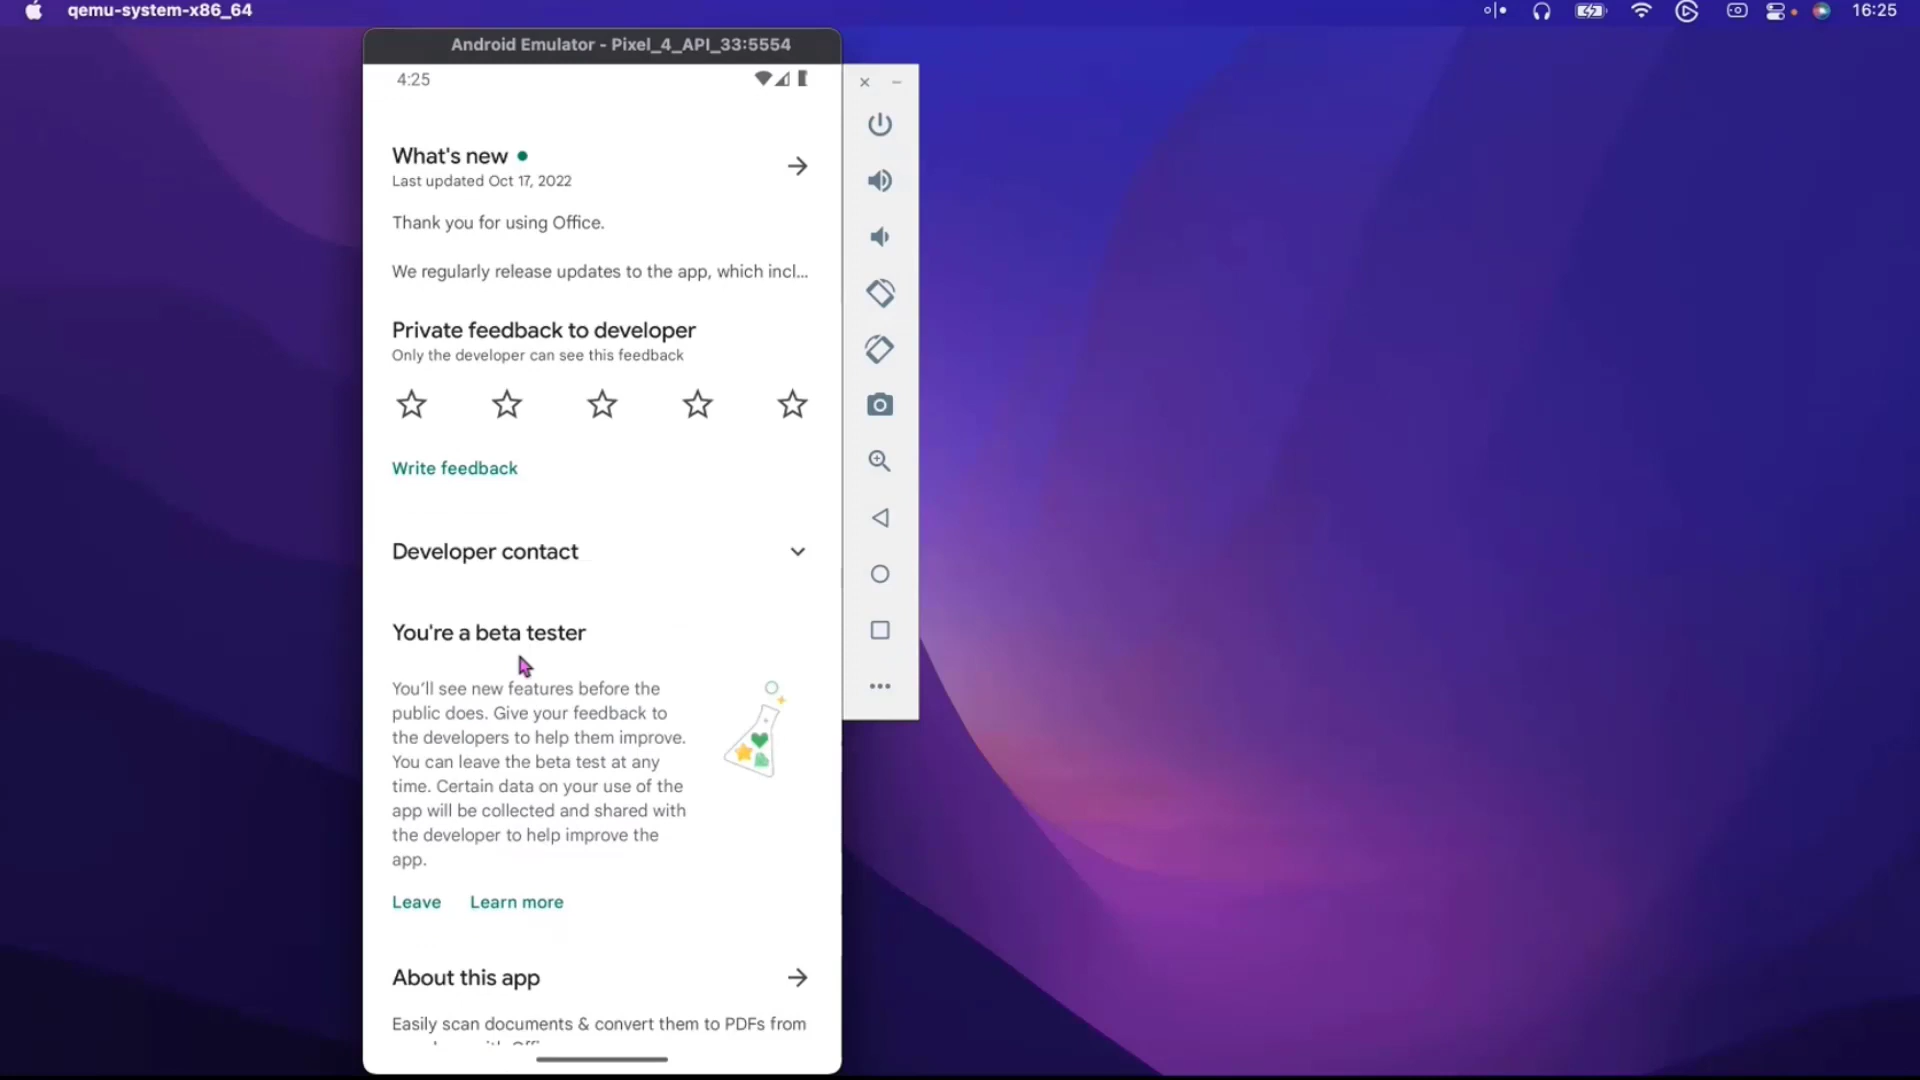 qemu-system-x86_64
16:25
Android Emulator - Pixel_4_API_33:5554
4:25
What's new
Last updated Oct 17, 2022
Thank you for using Office.
We regularly release updates to the app, which incl...
Private feedback to developer
Only the developer can see this feedback
Write feedback
Developer contact
You're a beta tester
You'll see new features before the
public does. Give your feedback to
the developers to help them improve.
You can leave the beta test at any
time. Certain data on your use of the
app will be collected and shared with
the developer to help improve the
app.
Leave Learn more
About this app
Easily scan documents & convert them to PDFs from